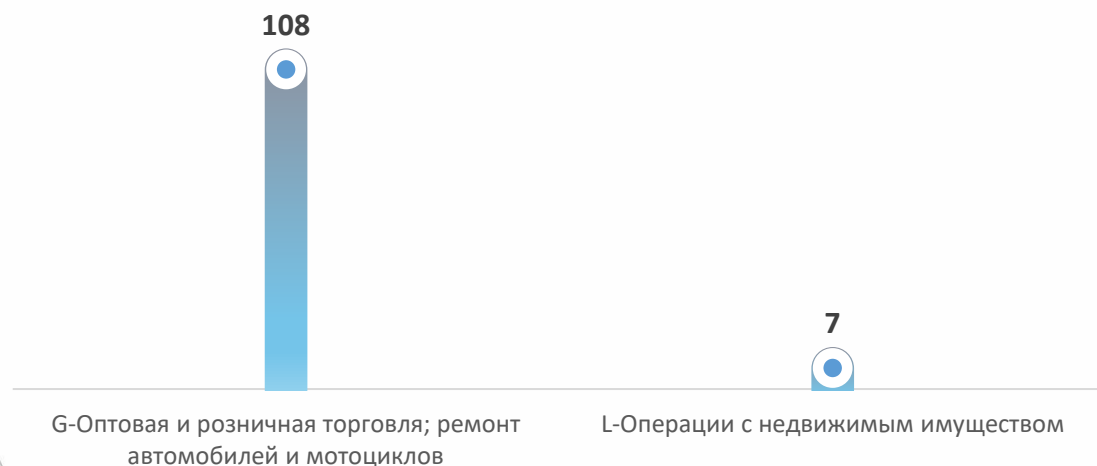 108
7
G-Оптовая и розничная торговля; ремонт
автомобилей и мотоциклов
L-Операции с недвижимым имуществом